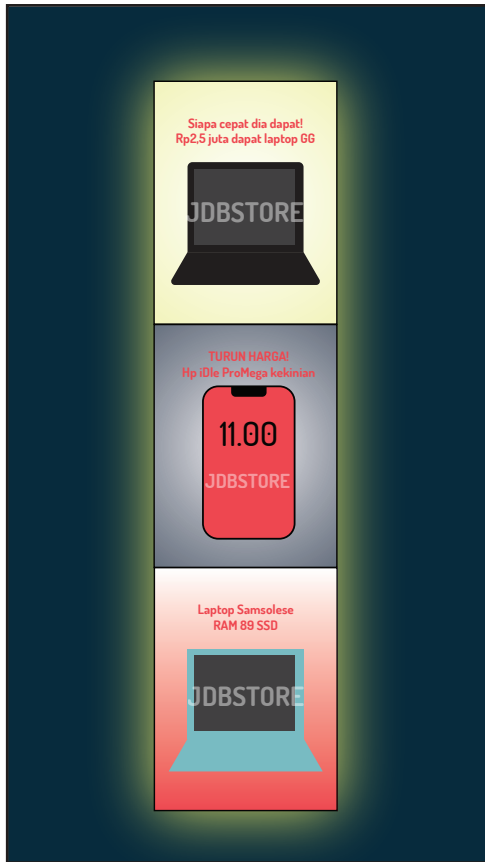 Siapa cepat dia dapat!
Rp2,5 juta dapat laptop GG
JDBSTORE
TURUN HARGA!
Hp iDle ProMega kekinian
11.00
JDBSTORE
Laptop Samsolese
RAM 89 SSD
JDBSTORE